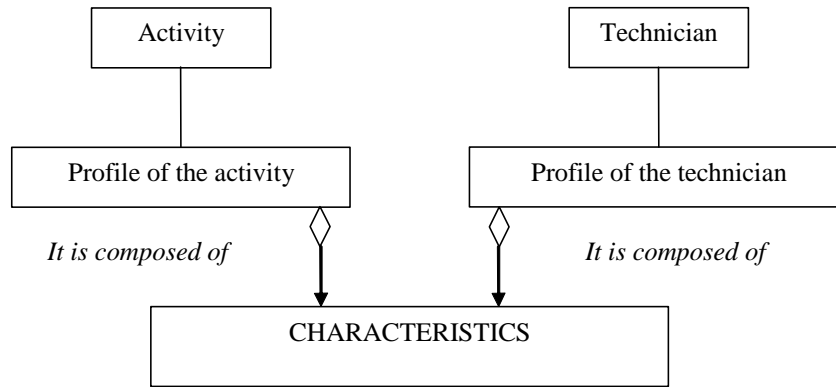 Activity
Technician
Profile of the activity
Profile of the technician
It is composed of
It is composed of
CHARACTERISTICS